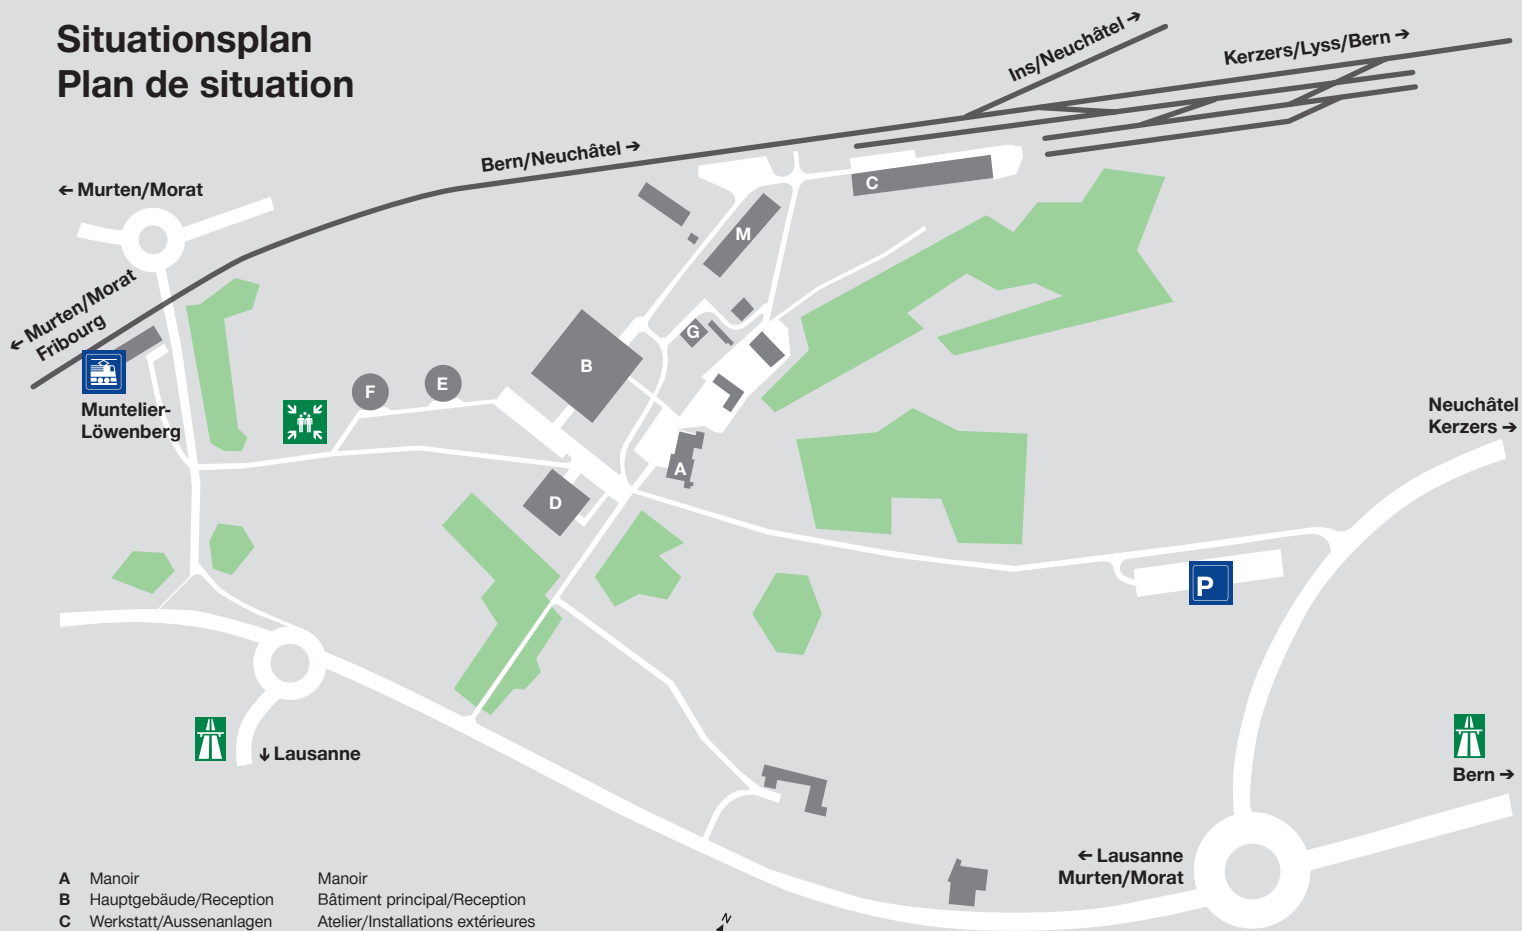 Situationsplan
Plan de situation
Ins/Neuchâtel →
Kerzers/Lyss/Bern →
Bern/Neuchâtel →
← Murten/Morat
← Murten/Morat
Fribourg
Muntelier-
Löwenberg
C
M
G
B
F
E
A
D
Neuchâtel
Kerzers →
P
↓ Lausanne
Bern →
← Lausanne
Murten/Morat
A Manoir Manoir
B Hauptgebäude/Reception Bâtiment principal/Reception
C Werkstatt/Aussenanlagen Atelier/Installations extérieures
N